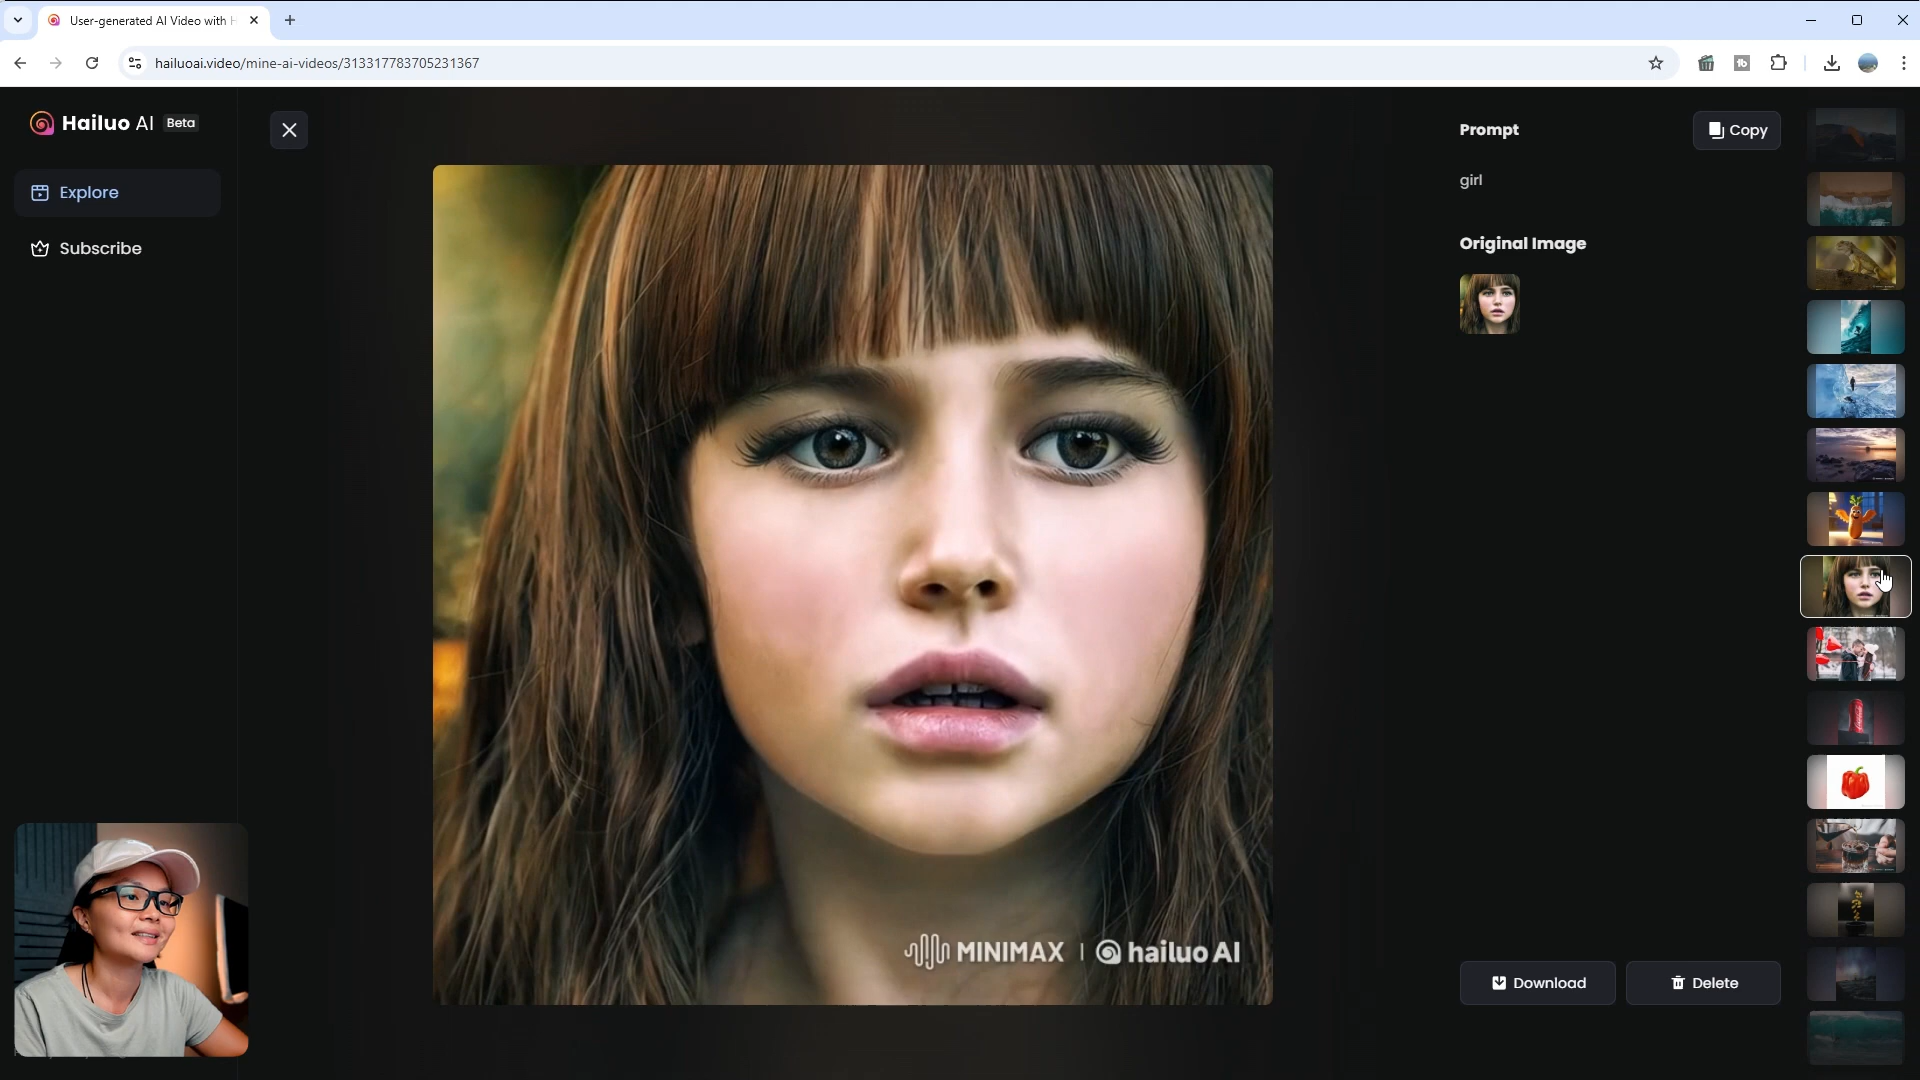 User-generated AI Video with H
hailuoai.video/mine-ai-videos/313317783705231367
Hailuo AI Beta
Explore
Subscribe
Prompt
Copy
girl
Original Image
MINIMAX | hailuo AI
Download
Delete